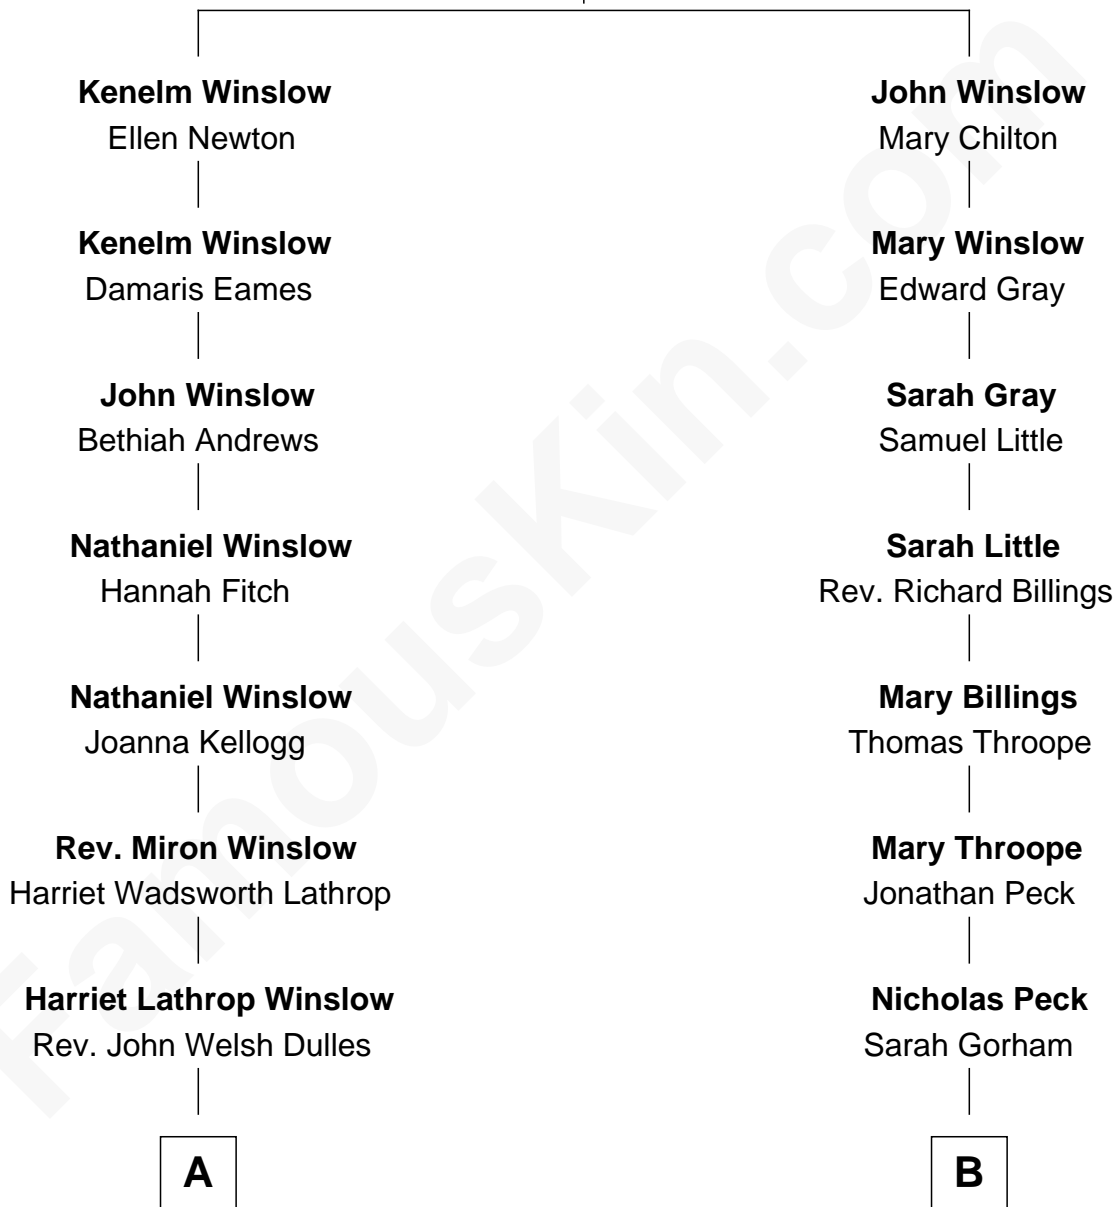 Kenelm Winslow
Ellen Newton
Kenelm Winslow
Damaris Eames
John Winslow
Bethiah Andrews
Nathaniel Winslow
Hannah Fitch
Nathaniel Winslow
Joanna Kellogg
Rev. Miron Winslow
Harriet Wadsworth Lathrop
Harriet Lathrop Winslow
Rev. John Welsh Dulles
A
John Winslow
Mary Chilton
Mary Winslow
Edward Gray
Sarah Gray
Samuel Little
Sarah Little
Rev. Richard Billings
Mary Billings
Thomas Throope
Mary Throope
Jonathan Peck
Nicholas Peck
Sarah Gorham
B
FamousKin.com